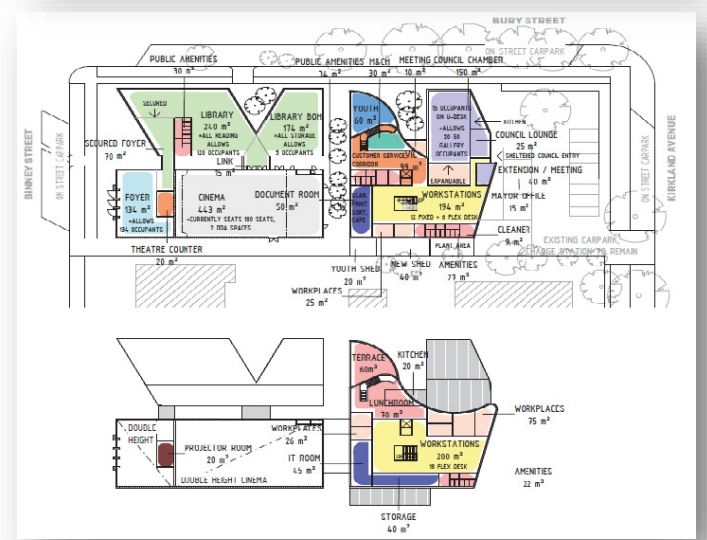 BURY STREET
ON STREET CARPARK
PUBLIC AMENITIES
30 m²
PUBLIC AMENITIES
M&CH
30 m²
MEETING
10 m²
COUNCIL CHAMBER
150 m²
BINNEY STREET
ON STREET CARPARK
KIRKLAND AVENUE
ON STREET CARPARK
SECURED
SECURED FOYER
70 m²
LIBRARY
240 m²
+ALL READING
ALLOWS
120 OCCUPANTS
LIBRARY BOH
174 m²
+ALL STORAGE
ALLOWS
5 OCCUPANTS
LINK
15 m²
YOUTH
60 m²
CUSTOMER SERVICE
CORRIDOR
99 m²
15 OCCUPANTS
ON U-DESK
+ALLOWS
20-50
GALLERY
OCCUPANTS
EXPANDABLE
KITCHEN
COUNCIL LOUNGE
25 m²
SHELTERED COUNCIL ENTRY
EXTENSION / MEETING
40 m²
MAYOR OFFICE
15 m²
CLEANER
9 m²
EXISTING CARPARK,
CHARGE STATION TO REMAIN
FOYER
134 m²
+ALLOWS
134 OCCUPANTS
CINEMA
443 m²
+CURRENTLY SEATS 180 SEATS,
2 DDA SPACES
DOCUMENT ROOM
50 m²
PRINT,
SORT,
SAFE
WORKSTATIONS
194 m²
12 FIXED + 6 FLEX DESK
PLANT AREA
THEATRE COUNTER
20 m²
YOUTH SHED
20 m²
NEW SHED
40 m²
AMENITIES
27 m²
WORKPLACES
25 m²
TERRACE
60m²
KITCHEN
20 m²
LUNCHROOM
70 m²
WORKPLACES
75 m²
DOUBLE
HEIGHT
PROJECTOR ROOM
20 m²
DOUBLE HEIGHT CINEMA
WORKPLACES
26 m²
IT ROOM
45 m²
WORKSTATIONS
200 m²
18 FLEX DESK
AMENITIES
22 m²
STORAGE
40 m²